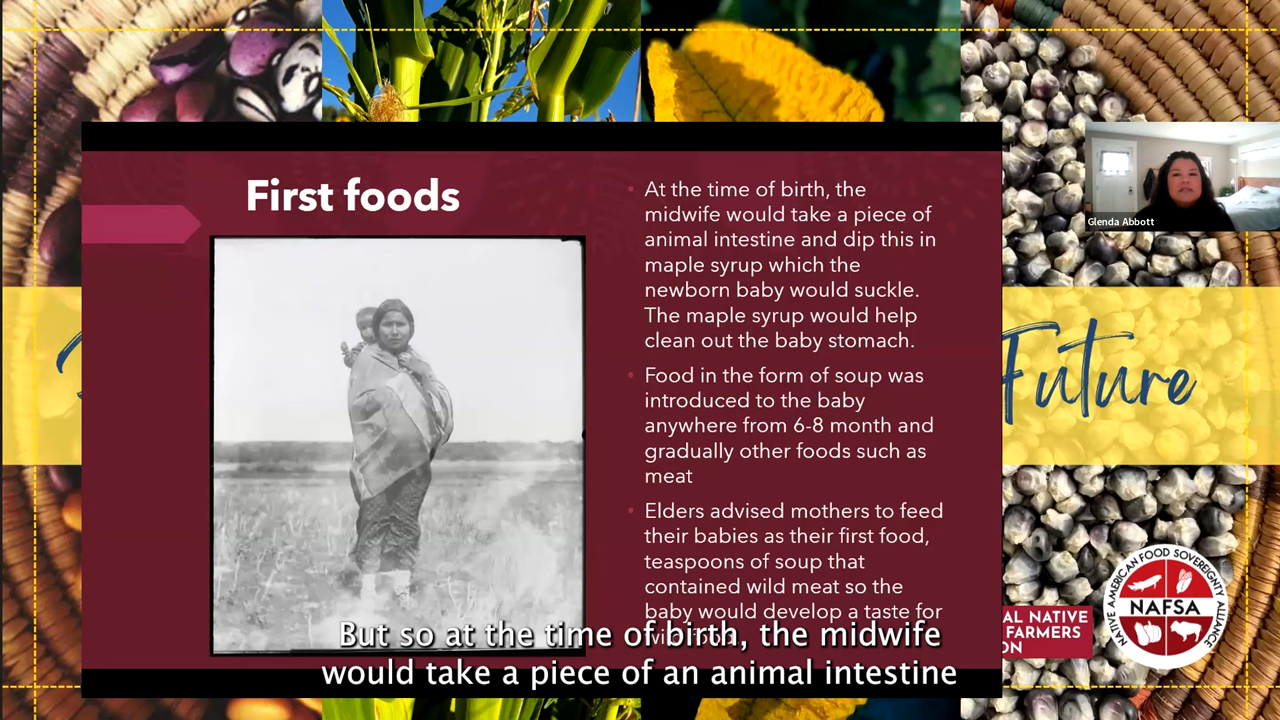 First foods
At the time of birth, the
midwife would take a piece of
animal intestine and dip this in
maple syrup which the
newborn baby would suckle.
The maple syrup would help
clean out the baby stomach.
Food in the form of soup was
introduced to the baby
anywhere from 6-8 month and
gradually other foods such as
meat
Elders advised mothers to feed
their babies as their first food,
teaspoons of soup that
contained wild meat so the
baby would develop a taste for
But so at the time of birth, the midwife
would take a piece of an animal intestine
Glenda Abbott
Future
AL NATIVE
FARMERS
ON
NATIVE AMERICAN FOOD SOVEREIGNTY ALLIANCE
NAFSA